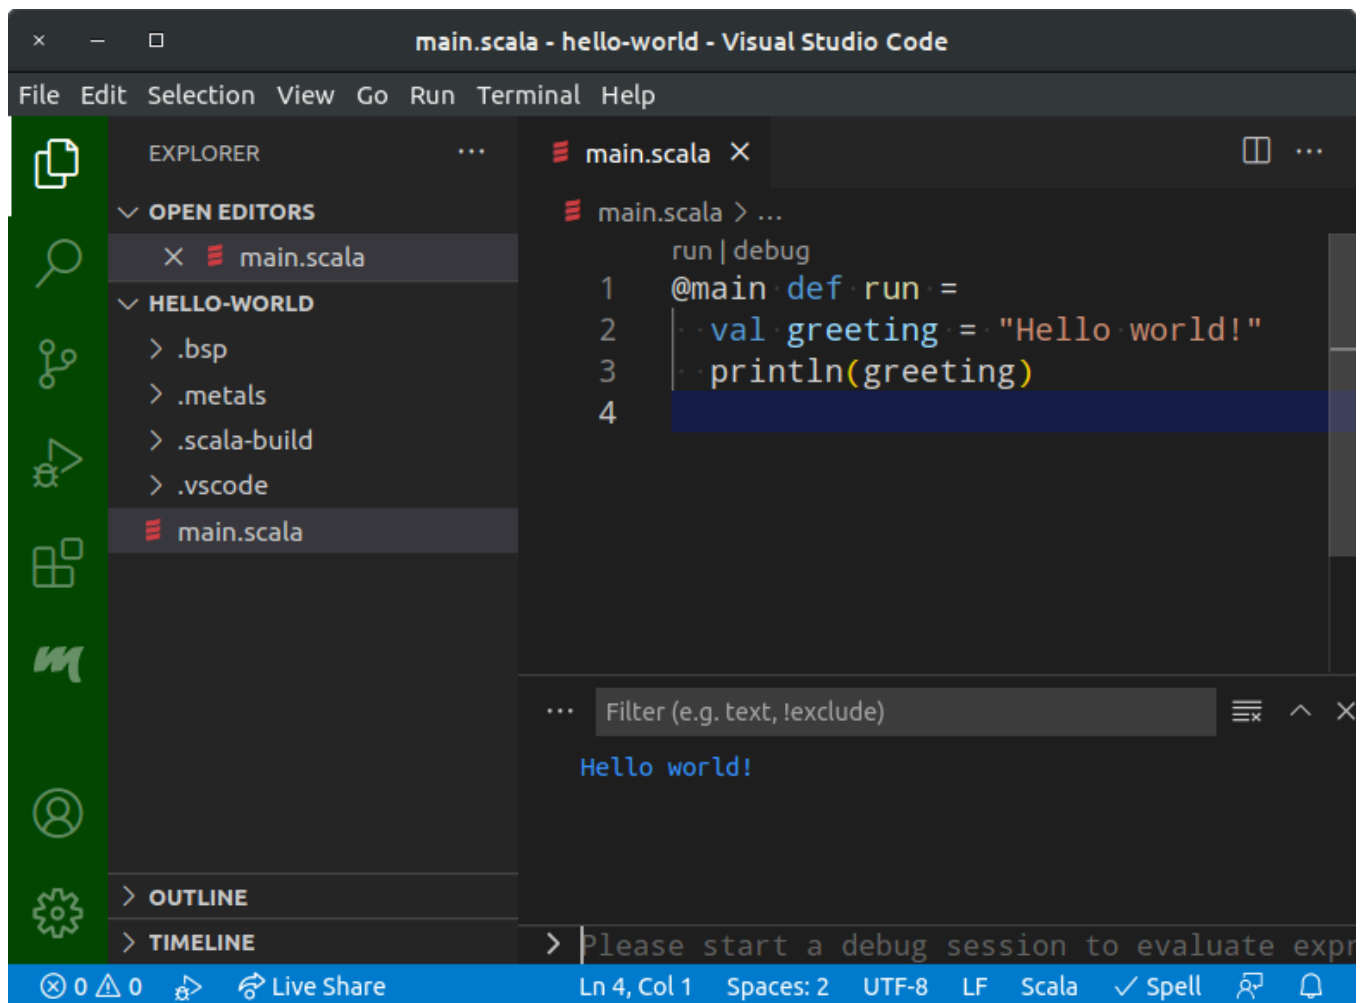 main.scala - hello-world - Visual Studio Code
File Edit Selection View Go Run Terminal Help
EXPLORER
OPEN EDITORS
main.scala
HELLO-WORLD
.bsp
.metals
.scala-build
.vscode
main.scala
OUTLINE
TIMELINE
main.scala
main.scala > ...
run | debug
1 @main def run =
2 val greeting = "Hello world!"
3 println(greeting)
4
Filter (e.g. text, !exclude)
Hello world!
> Please start a debug session to evaluate expr
0 0 Live Share Ln 4, Col 1 Spaces: 2 UTF-8 LF Scala Spell